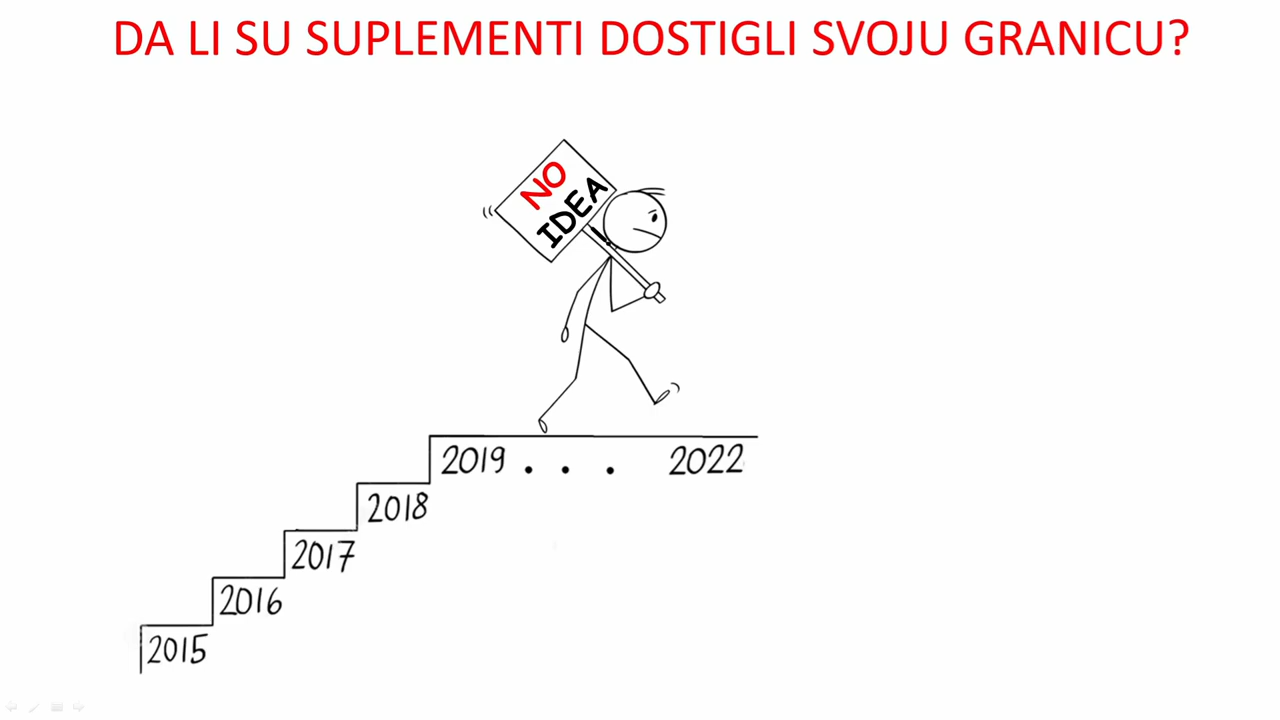 DA LI SU SUPLEMENTI DOSTIGLI SVOJU GRANICU?
NO
IDEA
2019 . . . 2022
2018
2017
2016
2015